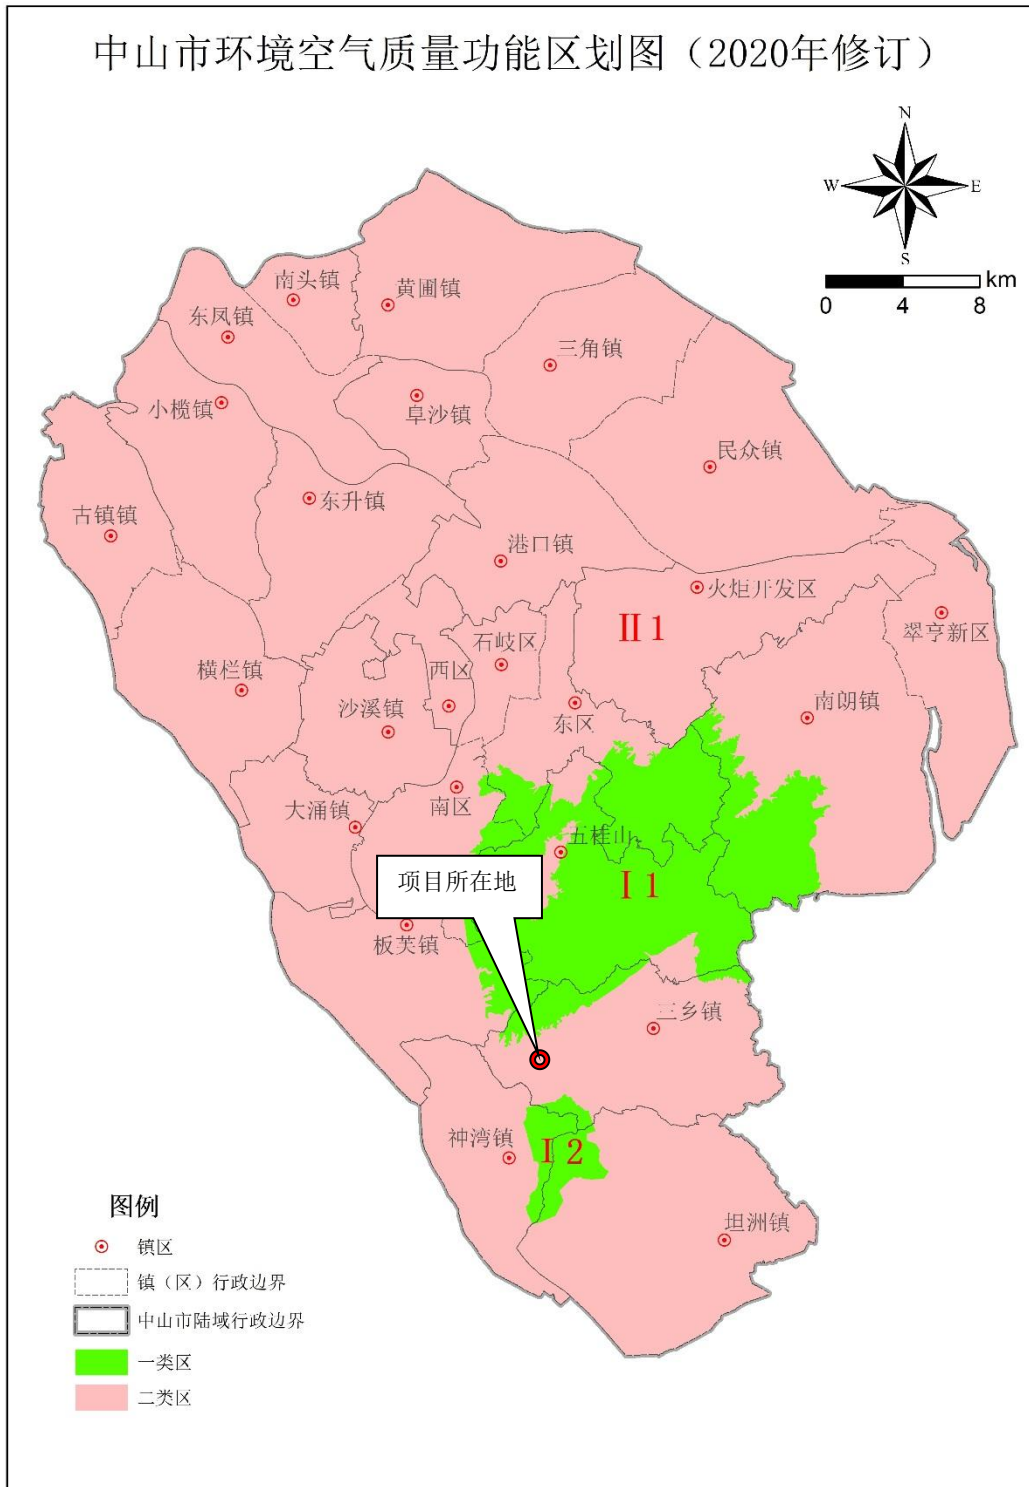 中山市环境空气质量功能区划图（2020年修订）
N
W
E
S
km
0
4
8
南头镇
黄圃镇
东凤镇
三角镇
小榄镇
阜沙镇
民众镇
东升镇
古镇镇
港口镇
火炬开发区
II 1
翠亨新区
石岐区
西区
横栏镇
沙溪镇
东区
南朗镇
南区
大涌镇
五桂山
项目所在地
I 1
板芙镇
三乡镇
神湾镇
I 2
坦洲镇
图例
镇区
镇（区）行政边界
中山市陆域行政边界
一类区
二类区